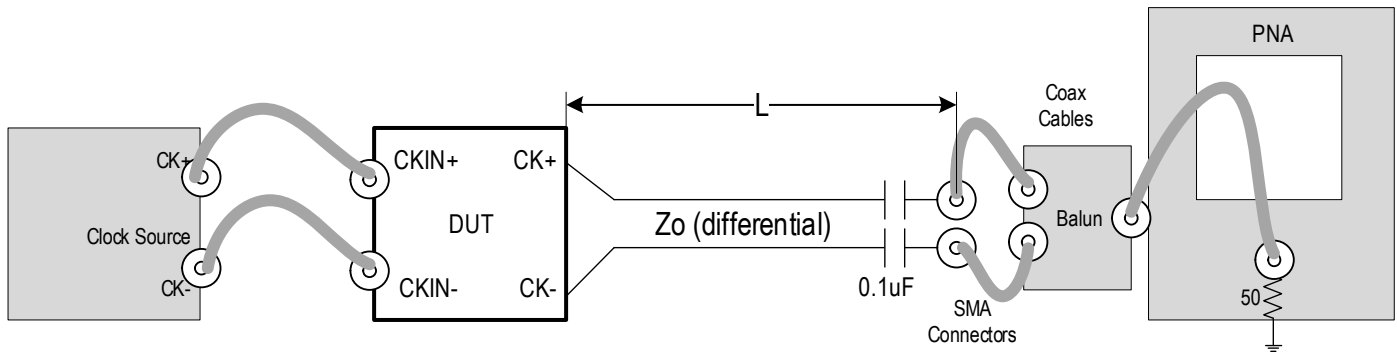 PNA
L
Coax
Cables
CK+
CKIN+
CK+
Zo (differential)
Balun
DUT
Clock Source
CK-
CKIN-
CK-
0.1uF
SMA
Connectors
50